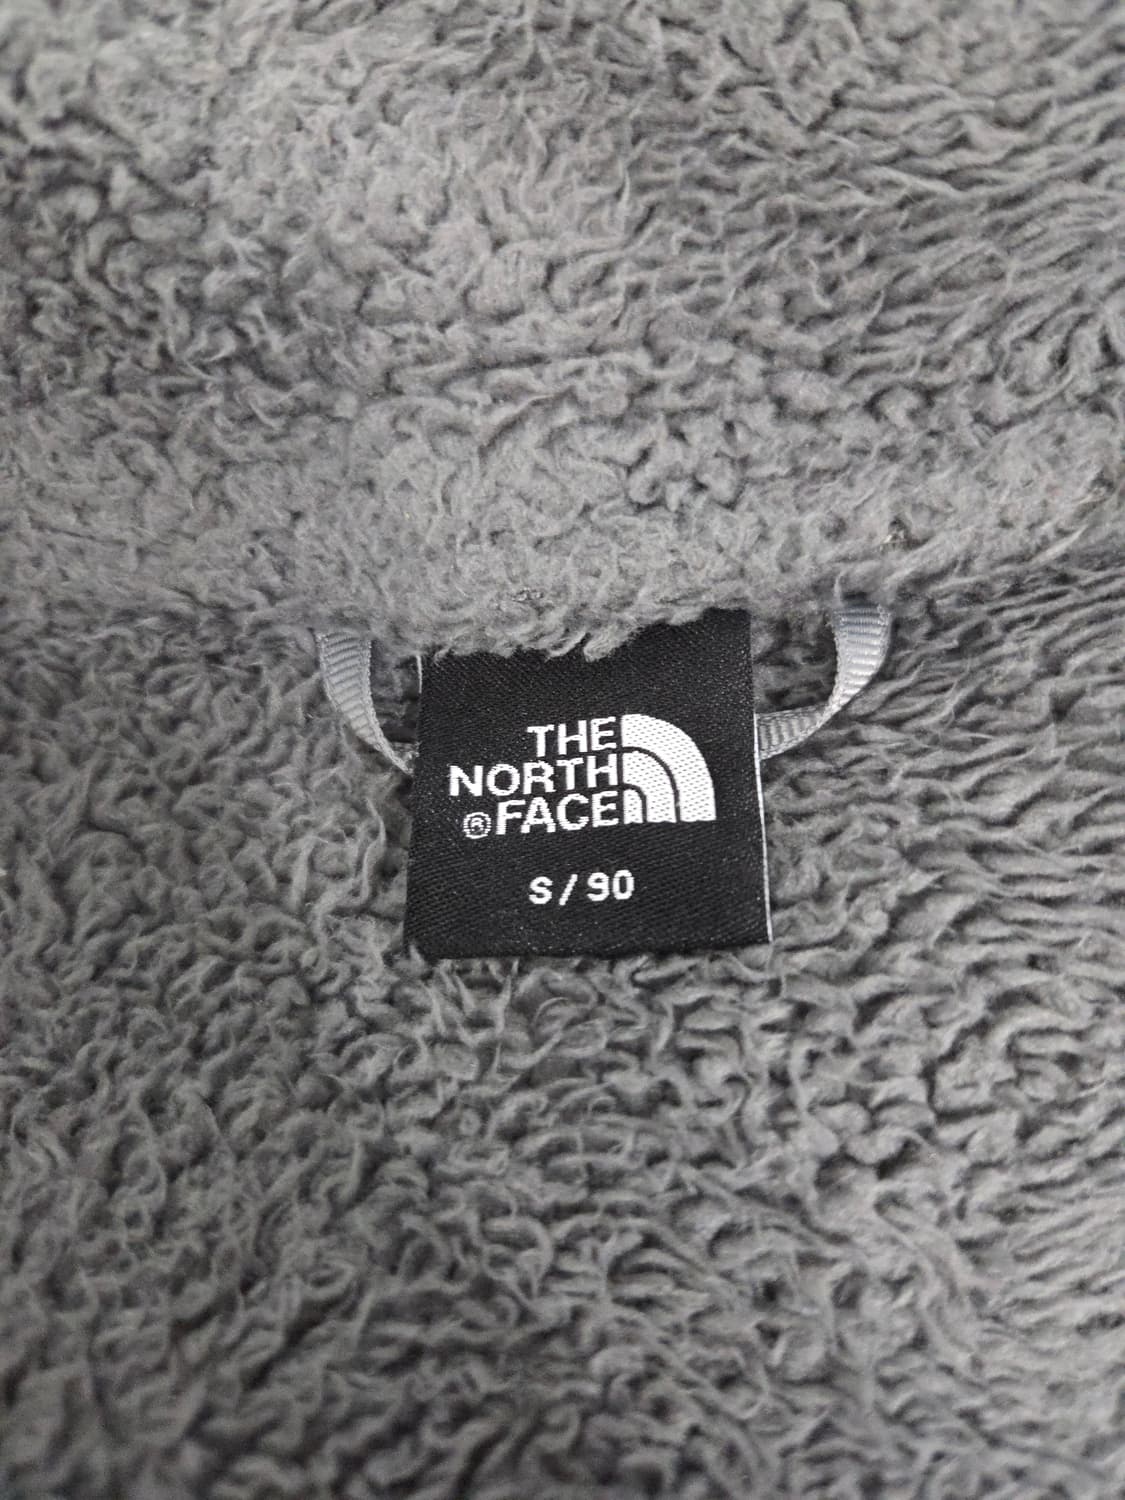 THE
NORTH
® FACE
S / 90